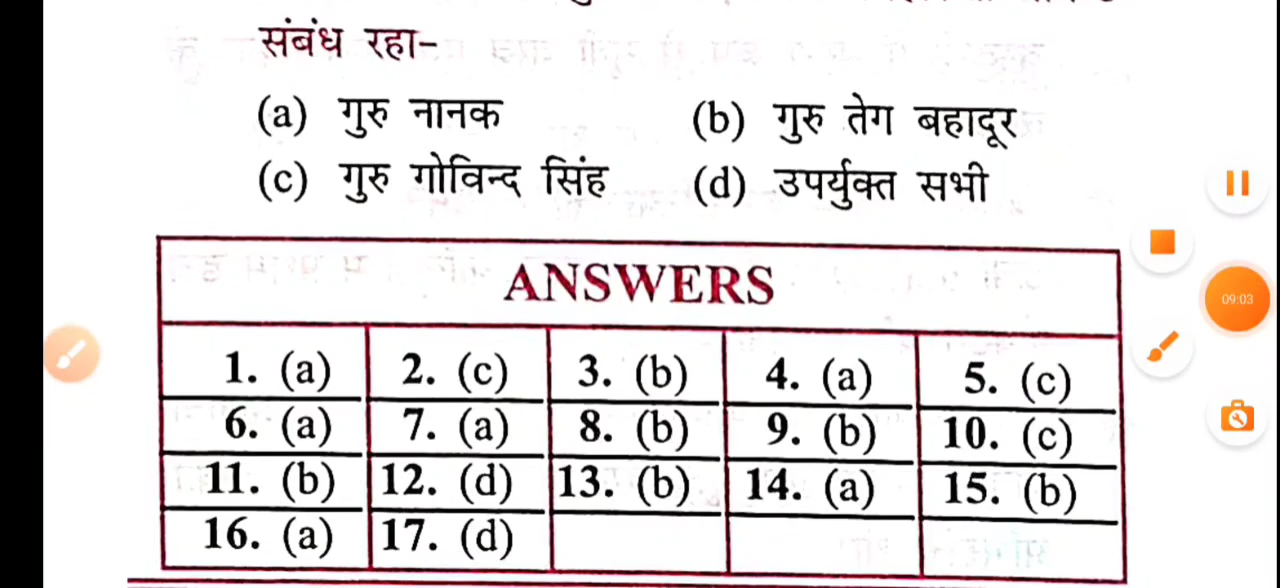 संबंध रहा-
(a) गुरु नानक (b) गुरु तेग बहादूर
(c) गुरु गोविन्द सिंह (d) उपर्युक्त सभी
ANSWERS
1. (a) 2. (c) 3. (b) 4. (a) 5. (c)
6. (a) 7. (a) 8. (b) 9. (b) 10. (c)
11. (b) 12. (d) 13. (b) 14. (a) 15. (b)
16. (a) 17. (d)
09:03